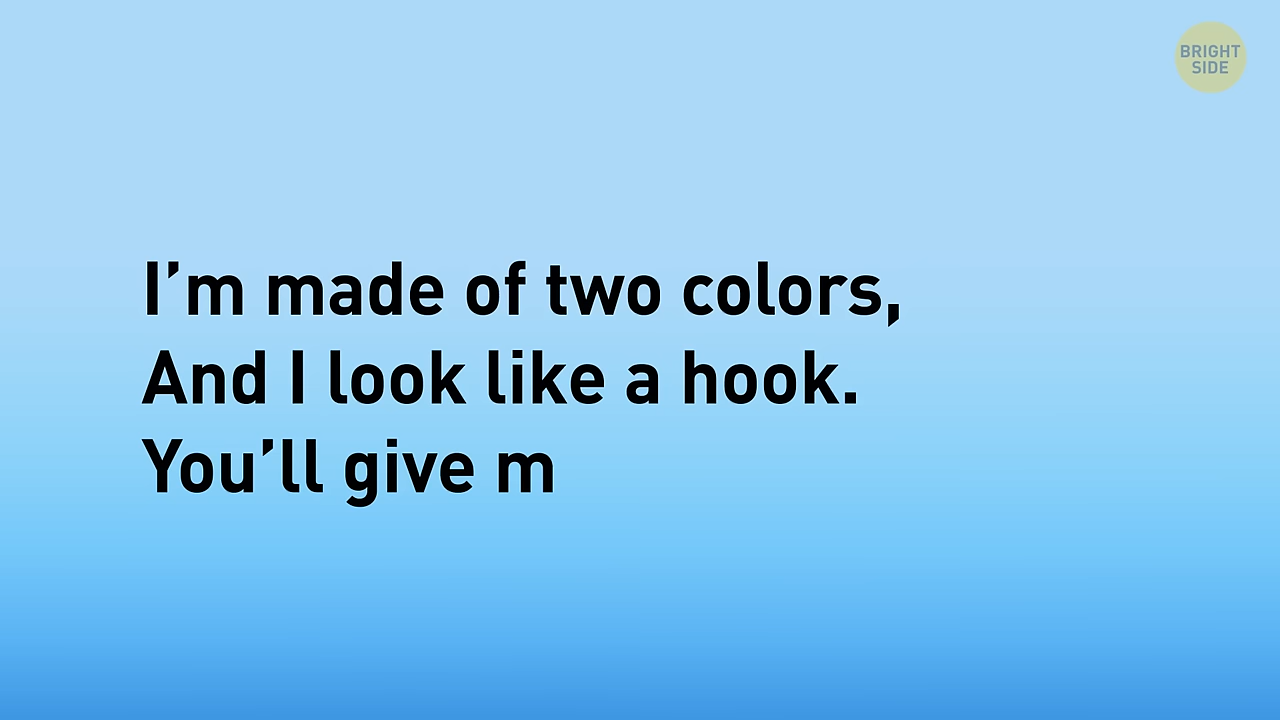 BRIGHT
SIDE
I’m made of two colors,
And I look like a hook.
You’ll give m